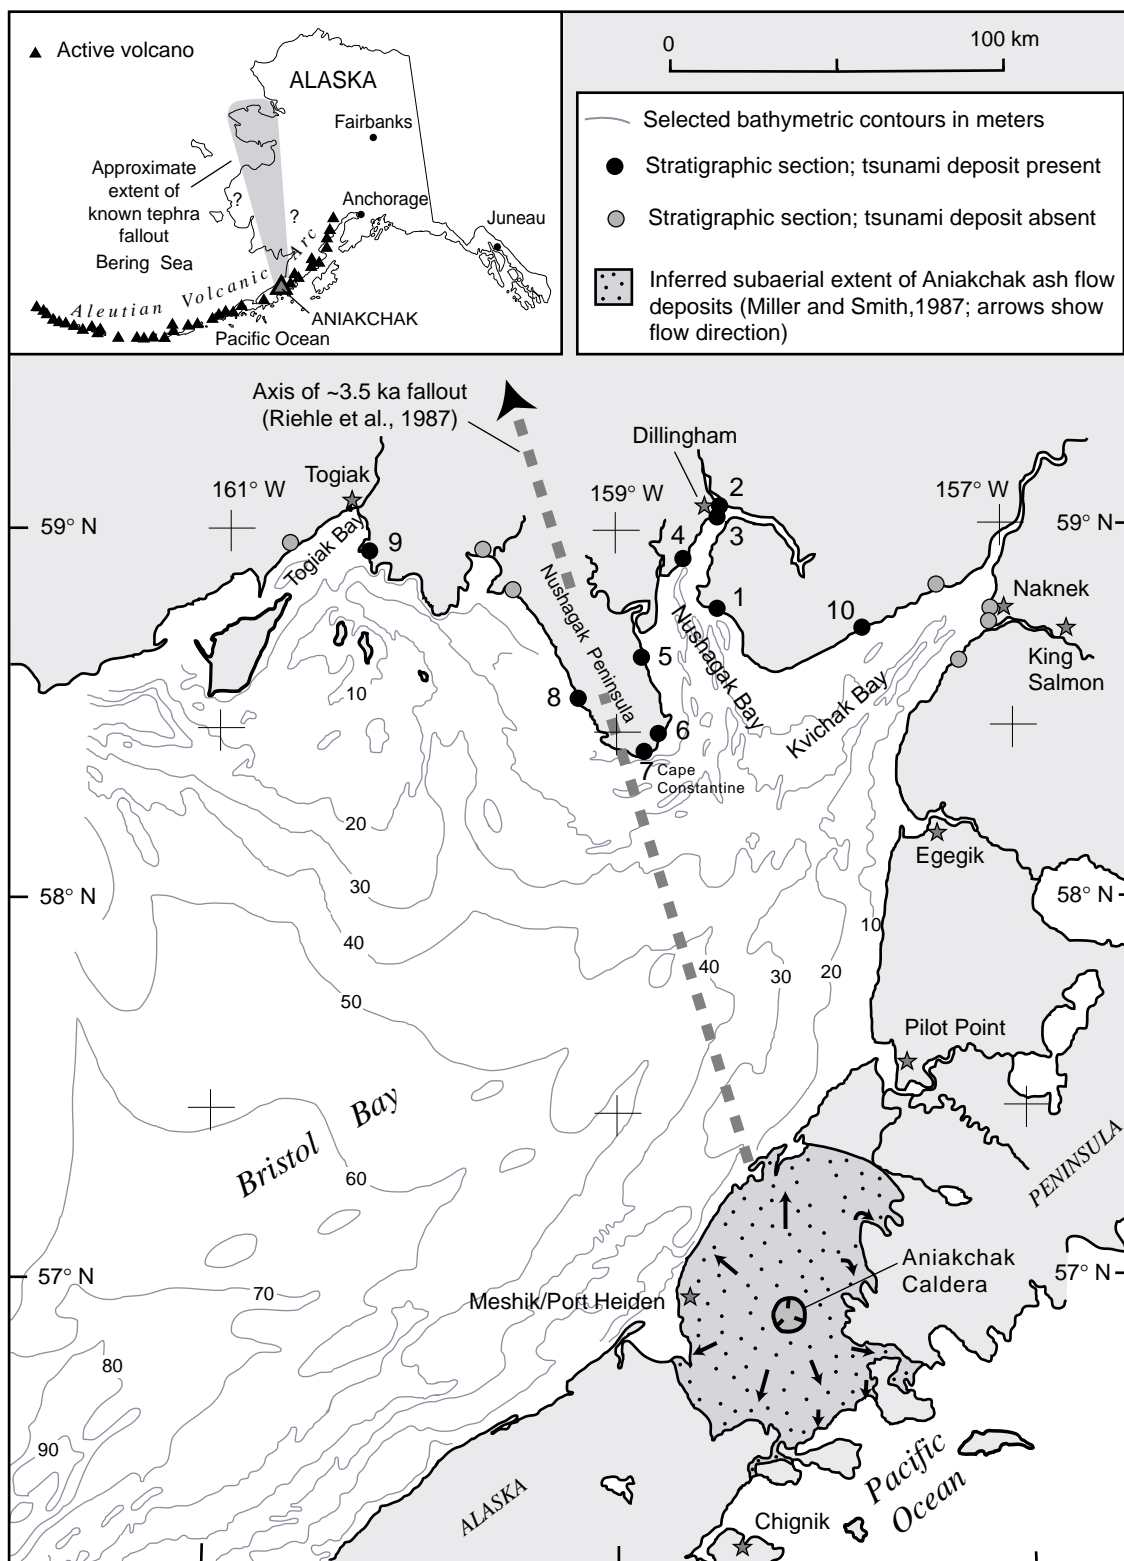 Active volcano
ALASKA
Fairbanks
Approximate
extent of
known tephra
fallout
?
?
Anchorage
Juneau
Bering Sea
Aleutian Volcanic Arc
ANIAKCHAK
Pacific Ocean
0
100 km
Selected bathymetric contours in meters
Stratigraphic section; tsunami deposit present
Stratigraphic section; tsunami deposit absent
Inferred subaerial extent of Aniakchak ash flow
deposits (Miller and Smith,1987; arrows show
flow direction)
Axis of ~3.5 ka fallout
(Riehle et al., 1987)
Dillingham
Togiak
161° W
159° W
157° W
59° N
59° N
2
3
4
9
1
10
5
8
6
7
Togiak Bay
Nushagak Peninsula
Nushagak Bay
Kvichak Bay
Naknek
King
Salmon
Cape
Constantine
10
20
30
40
50
Egegik
58° N
58° N
10
40
30
20
Pilot Point
Bristol Bay
60
PENINSULA
57° N
57° N
70
Aniakchak
Caldera
Meshik/Port Heiden
80
90
ALASKA
Pacific
Ocean
Chignik